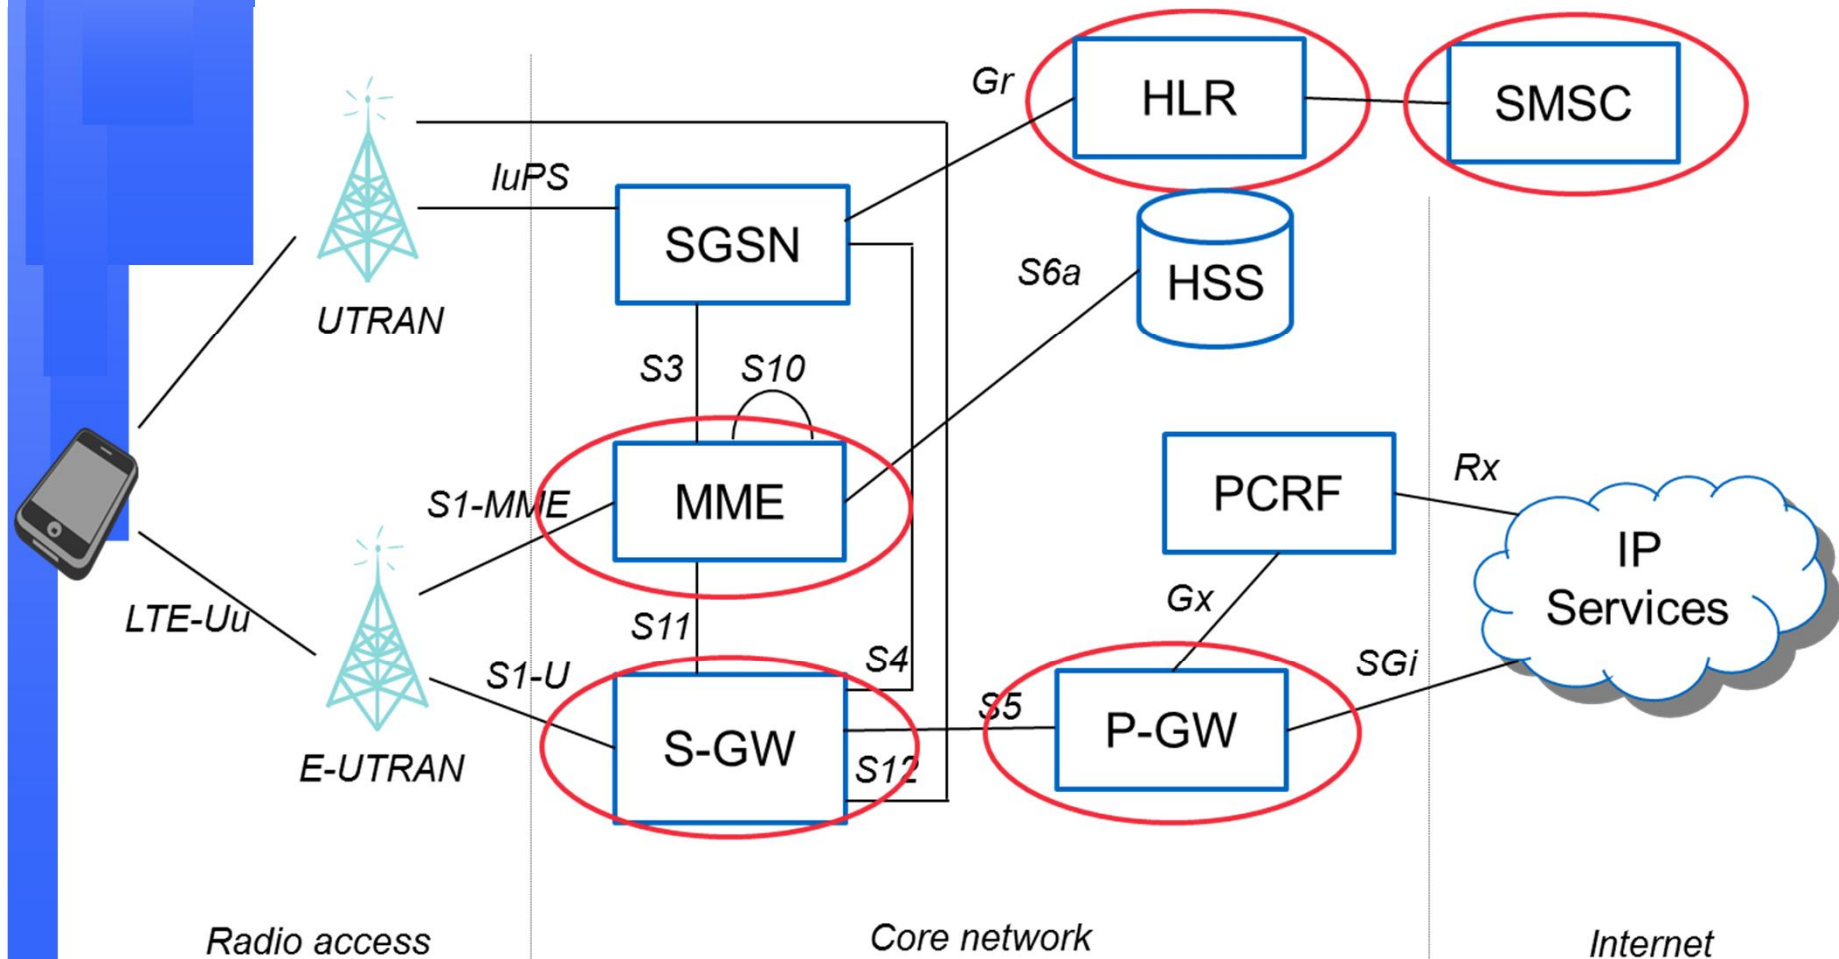 Gr
HLR
SMSC
IuPS
SGSN
S6a
HSS
UTRAN
S3
S10
S1-MME
MME
PCRF
Rx
IP
Services
LTE-Uu
S11
Gx
S1-U
S4
SGi
S5
S-GW
P-GW
E-UTRAN
S12
Radio access
Core network
Internet